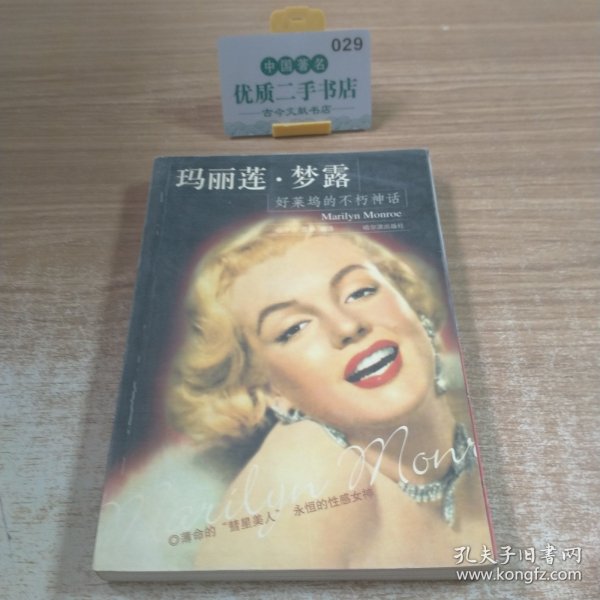 029
中国著名
优质二手书店
古今文献书店
玛丽莲·梦露
好莱坞的不朽神话
Marilyn Monroe
哈尔滨出版社
Marilyn Monr
◎薄命的“彗星美人” 永恒的性感女神
孔夫子旧书网
www.kongfz.com